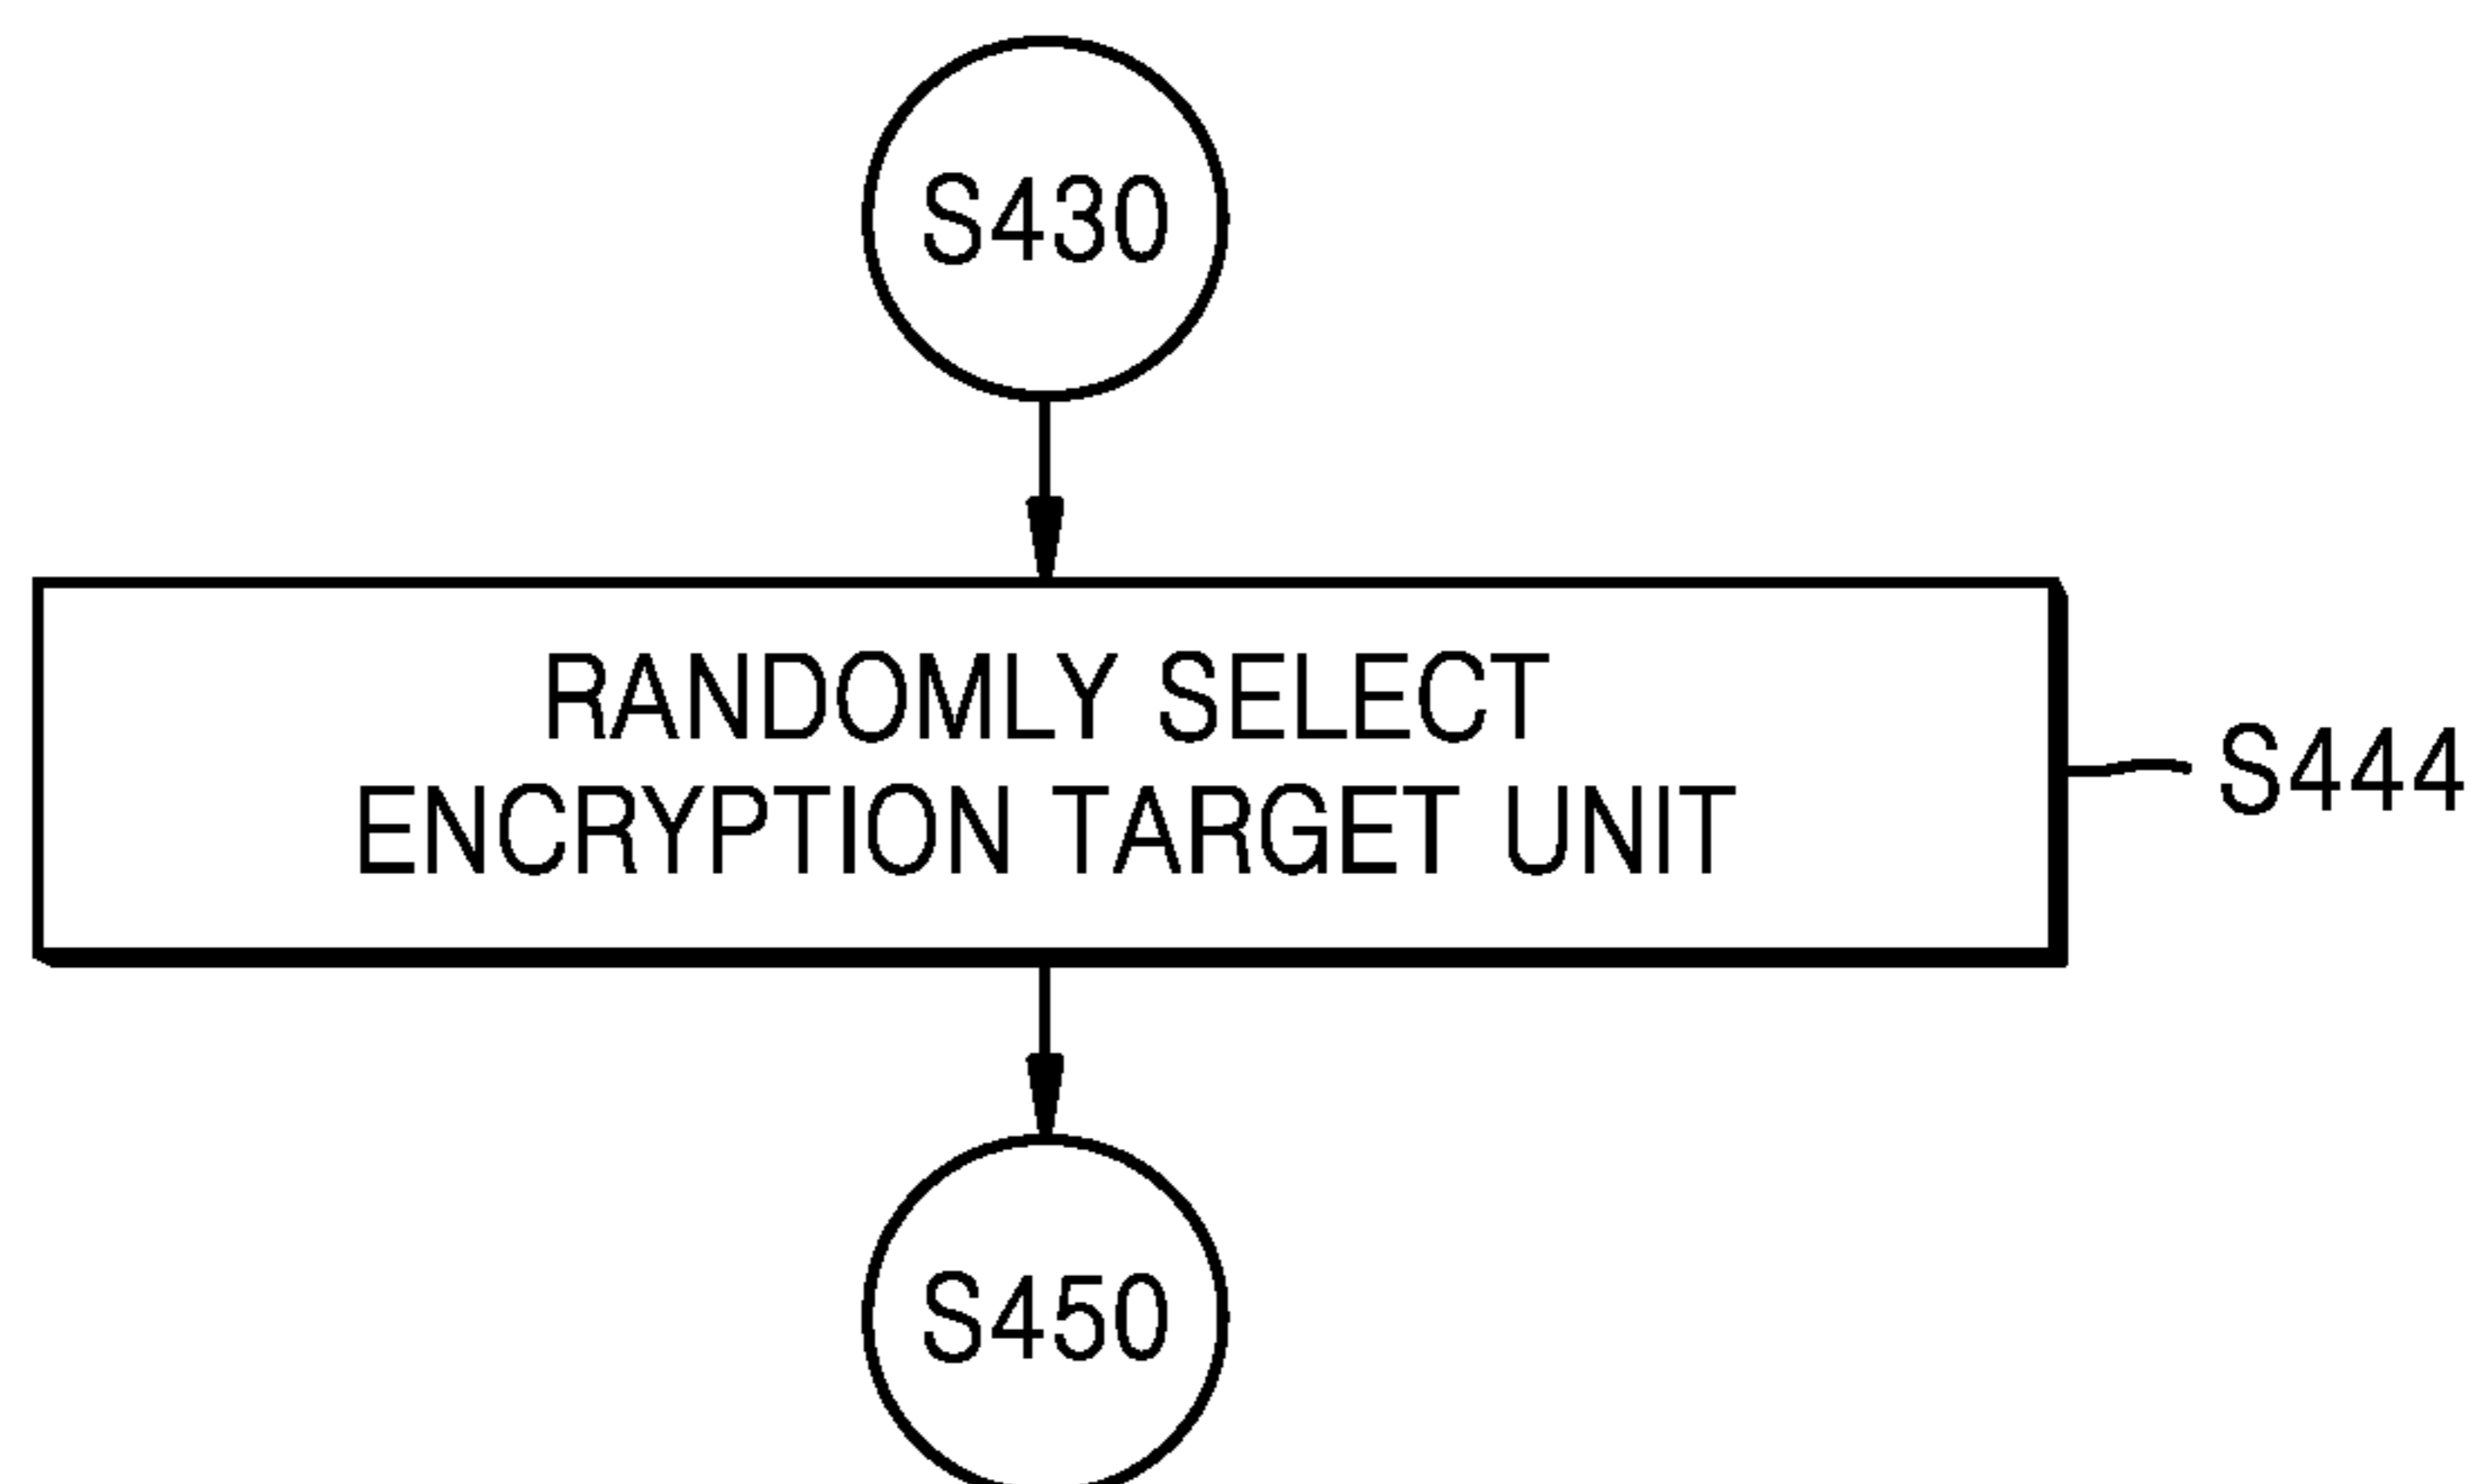 S430
RANDOMLY SELECT
ENCRYPTION TARGET UNIT
S444
S450